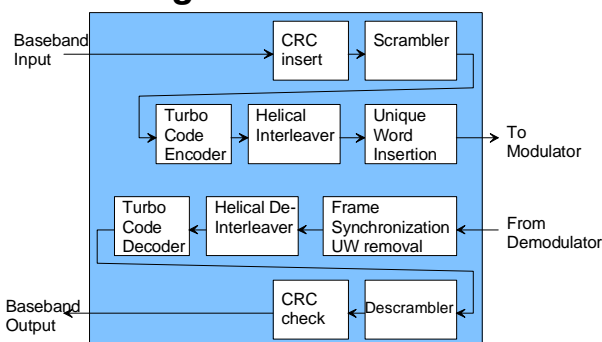 Baseband
Input
CRC
insert
Scrambler
Turbo
Code
Encoder
Helical
Interleaver
Unique
Word
Insertion
To
Modulator
Turbo
Code
Decoder
Helical De-
Interleaver
Frame
Synchronization
UW removal
From
Demodulator
Baseband
Output
CRC
check
Descrambler